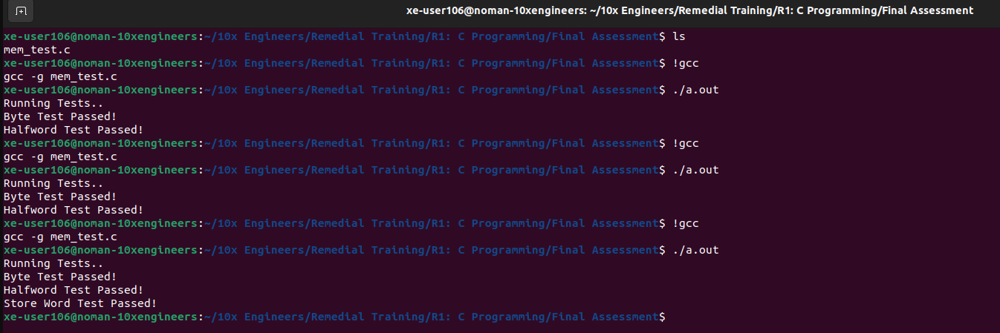 xe-user106@noman-10xengineers: ~/10x Engineers/Remedial Training/R1: C Programming/Final Assessment
xe-user106@noman-10xengineers:~/10x Engineers/Remedial Training/R1: C Programming/Final Assessment$ ls
mem_test.c
xe-user106@noman-10xengineers:~/10x Engineers/Remedial Training/R1: C Programming/Final Assessment$ !gcc
gcc -g mem_test.c
xe-user106@noman-10xengineers:~/10x Engineers/Remedial Training/R1: C Programming/Final Assessment$ ./a.out
Running Tests..
Byte Test Passed!
Halfword Test Passed!
xe-user106@noman-10xengineers:~/10x Engineers/Remedial Training/R1: C Programming/Final Assessment$ !gcc
gcc -g mem_test.c
xe-user106@noman-10xengineers:~/10x Engineers/Remedial Training/R1: C Programming/Final Assessment$ ./a.out
Running Tests..
Byte Test Passed!
Halfword Test Passed!
xe-user106@noman-10xengineers:~/10x Engineers/Remedial Training/R1: C Programming/Final Assessment$ !gcc
gcc -g mem_test.c
xe-user106@noman-10xengineers:~/10x Engineers/Remedial Training/R1: C Programming/Final Assessment$ ./a.out
Running Tests..
Byte Test Passed!
Halfword Test Passed!
Store Word Test Passed!
xe-user106@noman-10xengineers:~/10x Engineers/Remedial Training/R1: C Programming/Final Assessment$